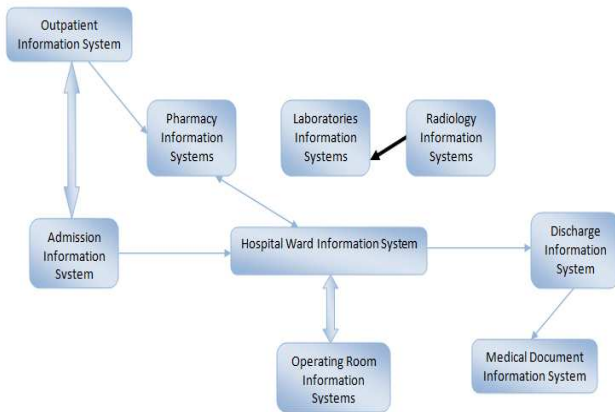 Outpatient
Information System
Pharmacy
Information
Systems
Laboratories
Information
Systems
Radiology
Information
Systems
Admission
Information
System
Hospital Ward Information System
Discharge
Information
System
Operating Room
Information
Systems
Medical Document
Information System